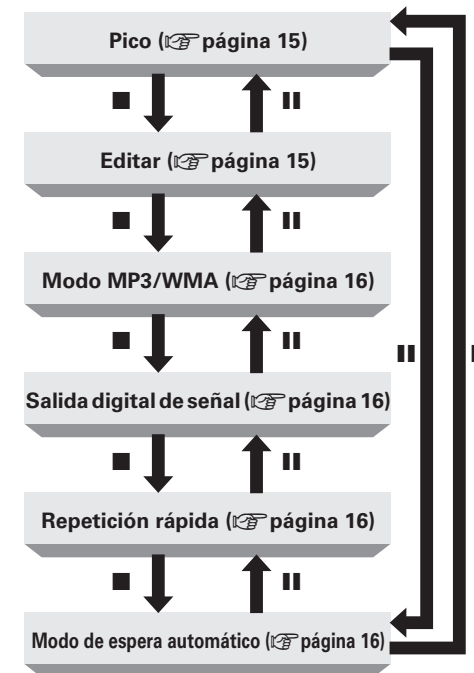 Pico (☞página 15)
■ ▮▮
Editar (☞página 15)
■ ▮▮
Modo MP3/WMA (☞página 16)
■ ▮▮
▮▮
Salida digital de señal (☞página 16)
■ ▮▮
Repetición rápida (☞página 16)
■ ▮▮
Modo de espera automático (☞página 16)